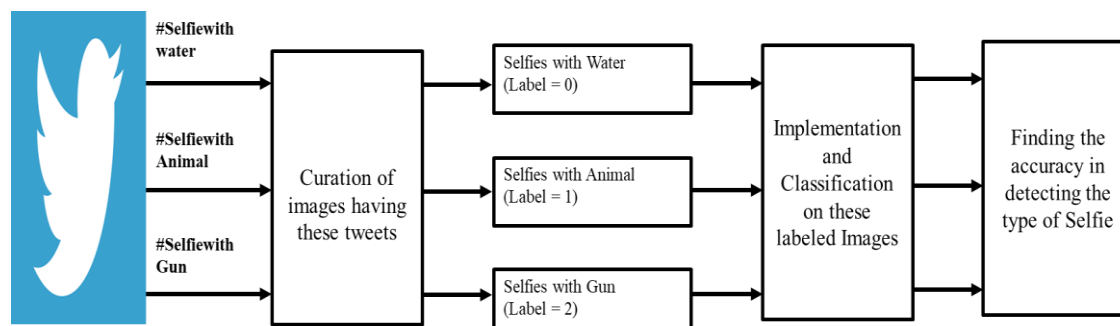 #Selfiewith
water
#Selfiewith
Animal
#Selfiewith
Gun
Curation of
images having
these tweets
Selfies with Water
(Label = 0)
Selfies with Animal
(Label = 1)
Selfies with Gun
(Label = 2)
Implementation
and
Classification
on these
labeled Images
Finding the
accuracy in
detecting the
type of Selfie